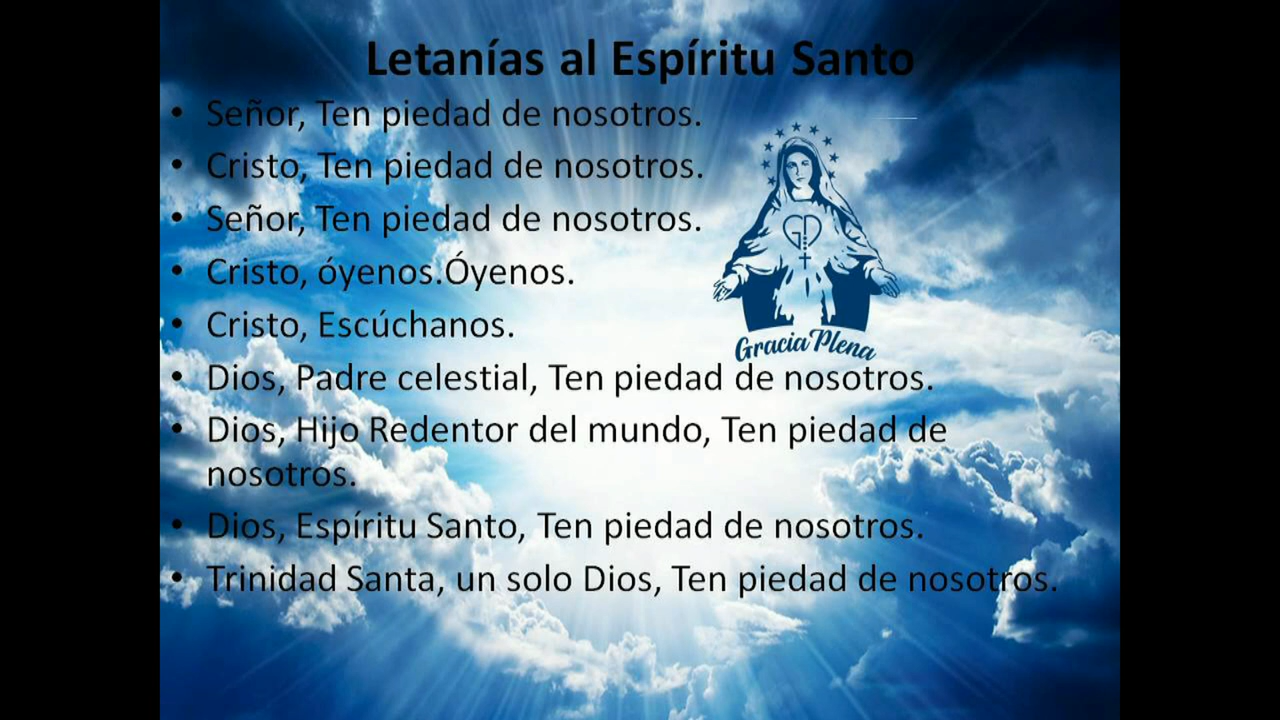 Letanías al Espíritu Santo
• Señor, Ten piedad de nosotros.
• Cristo, Ten piedad de nosotros.
• Señor, Ten piedad de nosotros.
• Cristo, óyenos.Óyenos.
• Cristo, Escúchanos.
Gracia Plena
• Dios, Padre celestial, Ten piedad de nosotros.
• Dios, Hijo Redentor del mundo, Ten piedad de
nosotros.
• Dios, Espíritu Santo, Ten piedad de nosotros.
• Trinidad Santa, un solo Dios, Ten piedad de nosotros.